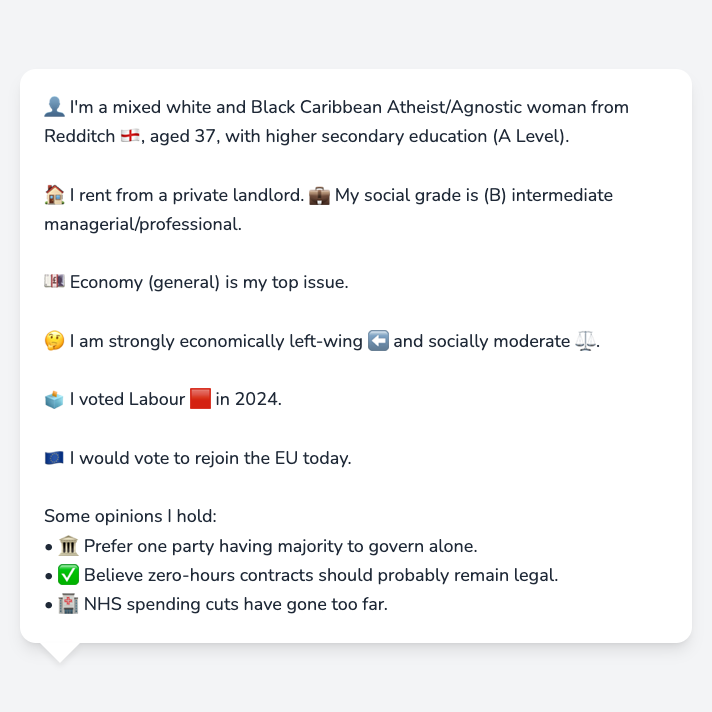 👤 I'm a mixed white and Black Caribbean Atheist/Agnostic woman from
Redditch 🏴󠁧󠁢󠁥󠁮󠁧󠁿, aged 37, with higher secondary education (A Level).
🏠 I rent from a private landlord. 💼 My social grade is (B) intermediate
managerial/professional.
💷 Economy (general) is my top issue.
🤔 I am strongly economically left-wing ⬅️ and socially moderate ⚖️.
🗳️ I voted Labour 🟥 in 2024.
🇪🇺 I would vote to rejoin the EU today.
Some opinions I hold:
• 🏛️ Prefer one party having majority to govern alone.
• ✅ Believe zero-hours contracts should probably remain legal.
• 🏥 NHS spending cuts have gone too far.